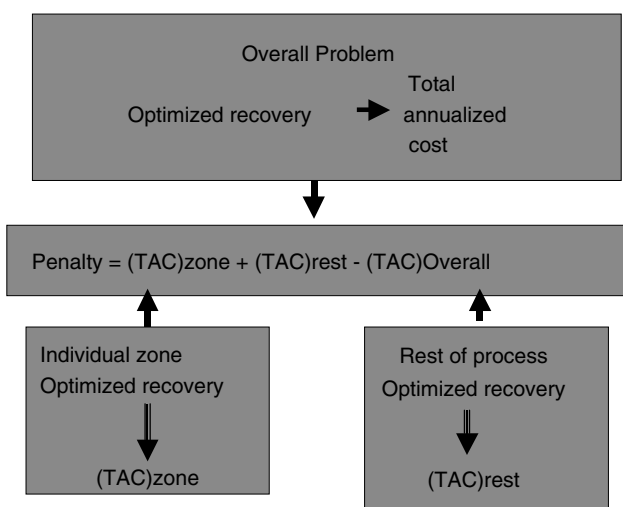 Overall Problem
Optimized recovery
Total
annualized
cost
Penalty = (TAC)zone + (TAC)rest - (TAC)Overall
Individual zone
Optimized recovery
(TAC)zone
Rest of process
Optimized recovery
(TAC)rest